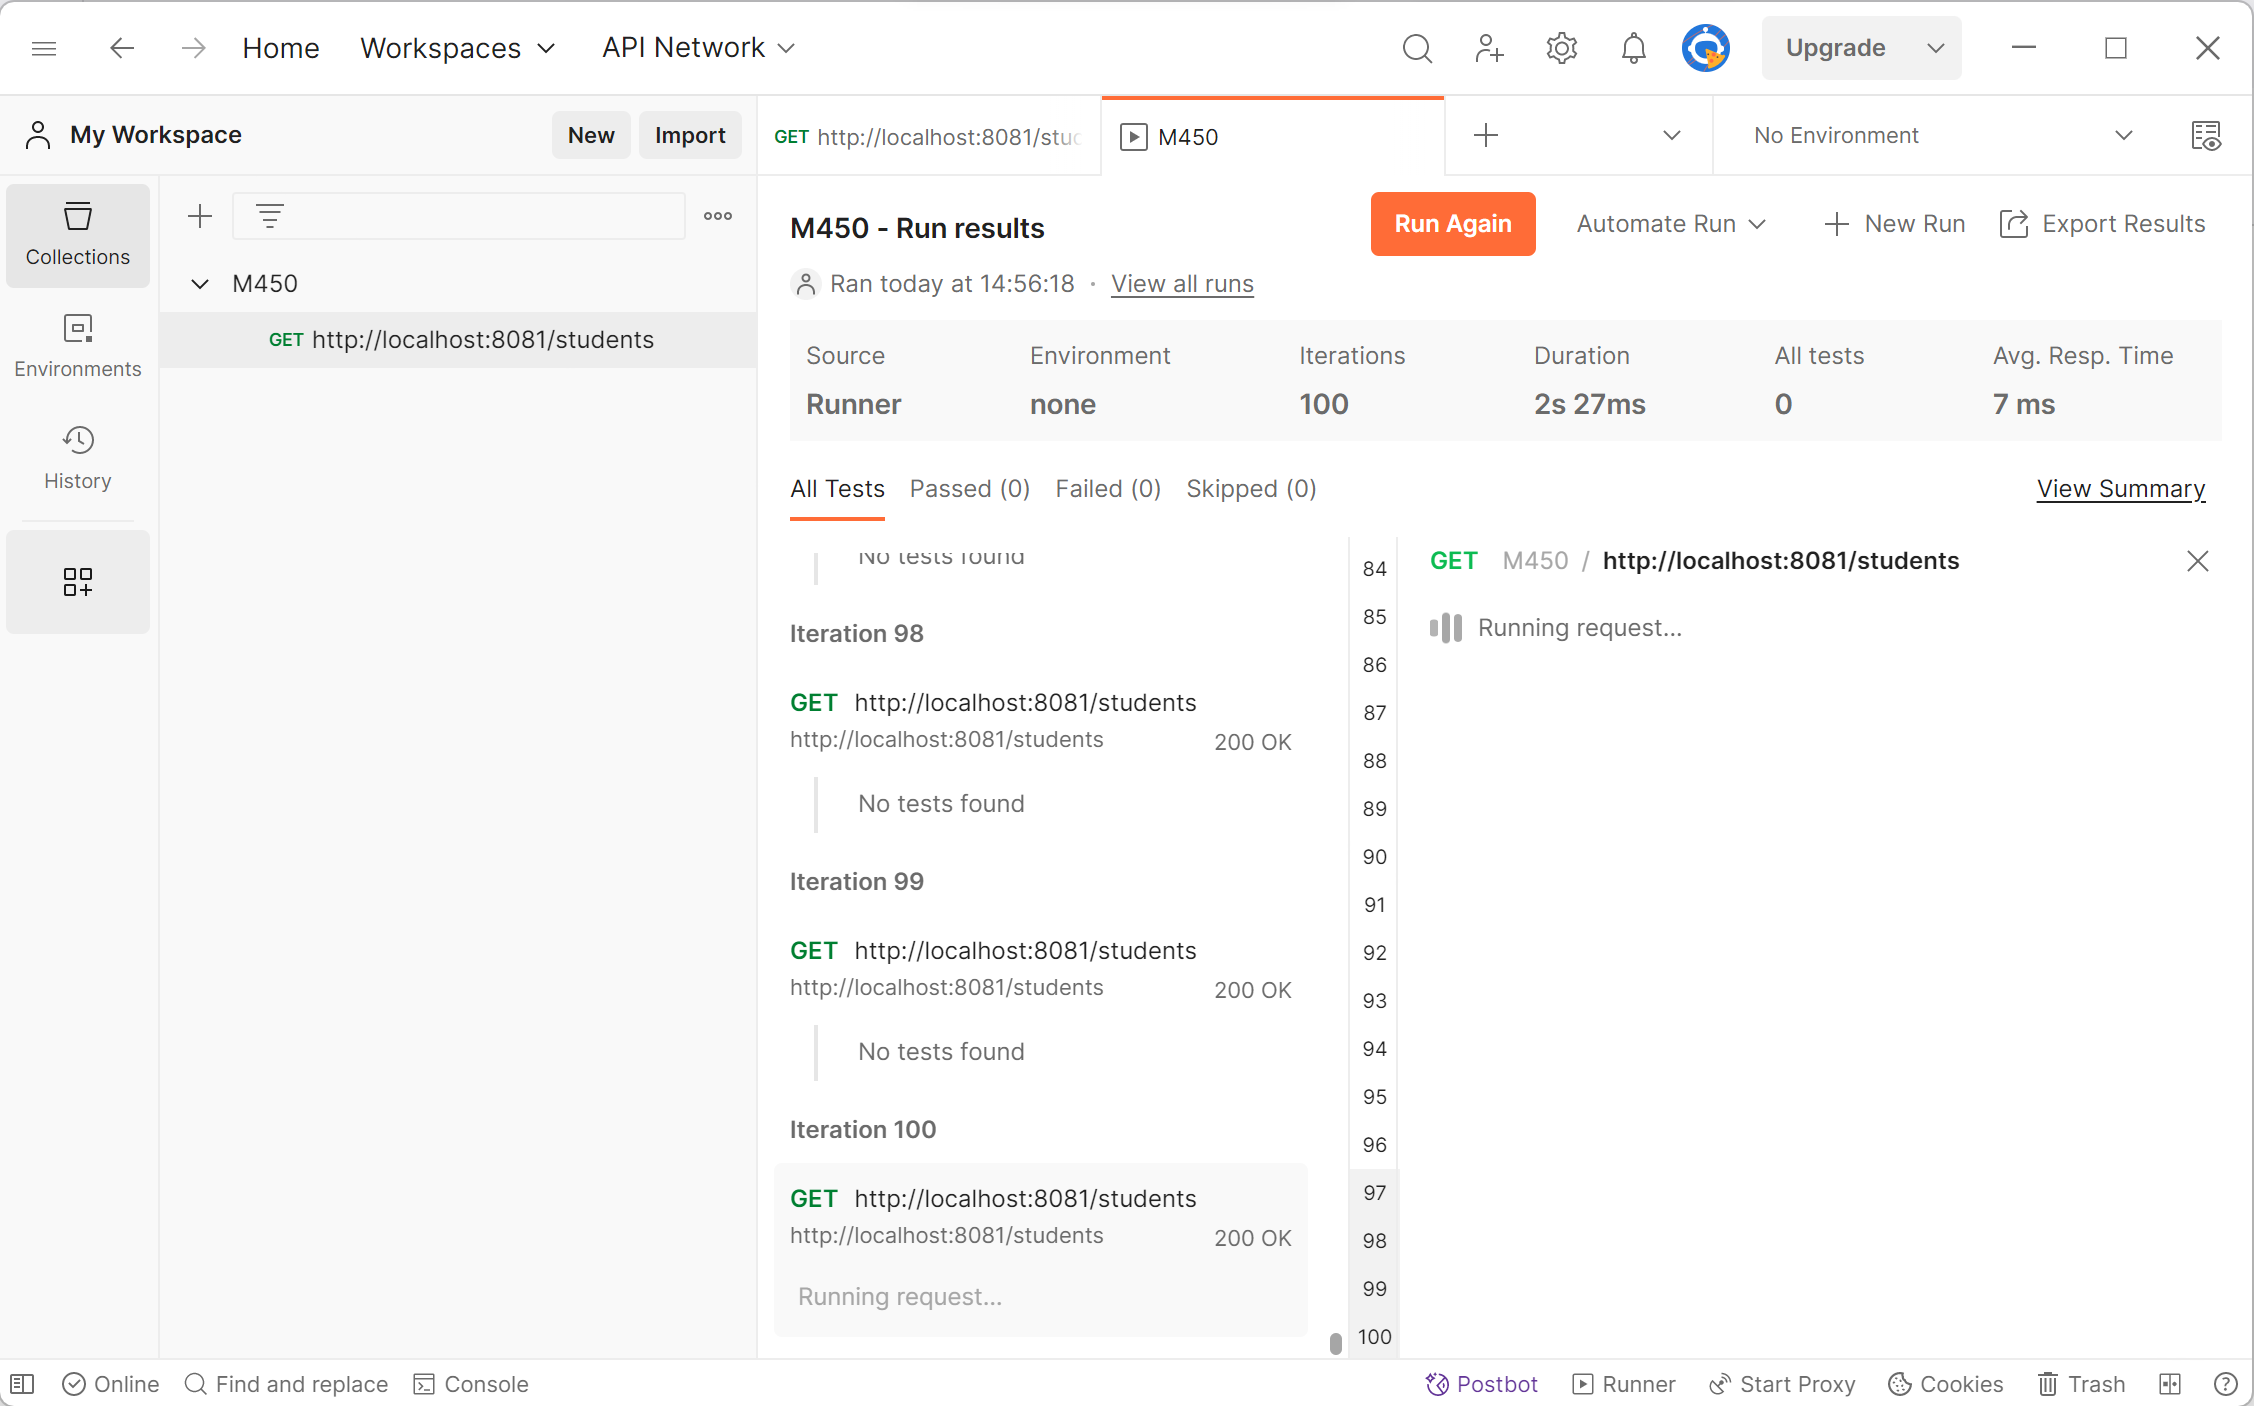 Home Workspaces API Network Upgrade
My Workspace New Import
GET http://localhost:8081/stuc M450 No Environment
Collections
Environments
History
M450
GET http://localhost:8081/students
M450 - Run results Run Again Automate Run New Run Export Results
Ran today at 14:56:18 · View all runs
Source Environment Iterations Duration All tests Avg. Resp. Time
Runner none 100 2s 27ms 0 7 ms
All Tests Passed (0) Failed (0) Skipped (0) View Summary
No tests found
Iteration 98
GET http://localhost:8081/students
http://localhost:8081/students 200 OK
No tests found
Iteration 99
GET http://localhost:8081/students
http://localhost:8081/students 200 OK
No tests found
Iteration 100
GET http://localhost:8081/students
http://localhost:8081/students 200 OK
Running request...
84
85
86
87
88
89
90
91
92
93
94
95
96
97
98
99
100
GET M450 / http://localhost:8081/students
Running request...
Online Find and replace Console Postbot Runner Start Proxy Cookies Trash